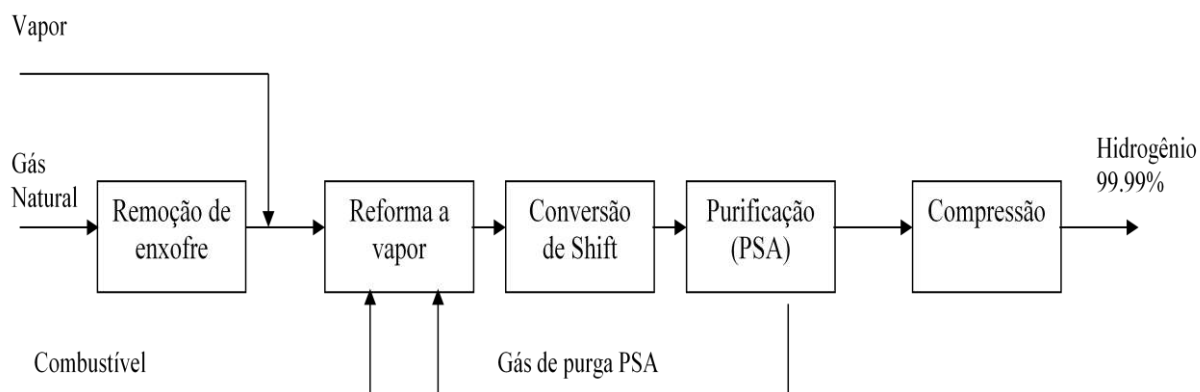 Vapor
Gás
Natural
Remoção de
enxofre
Reforma a
vapor
Conversão
de Shift
Purificação
(PSA)
Compressão
Hidrogênio
99.99%
Combustível
Gás de purga PSA